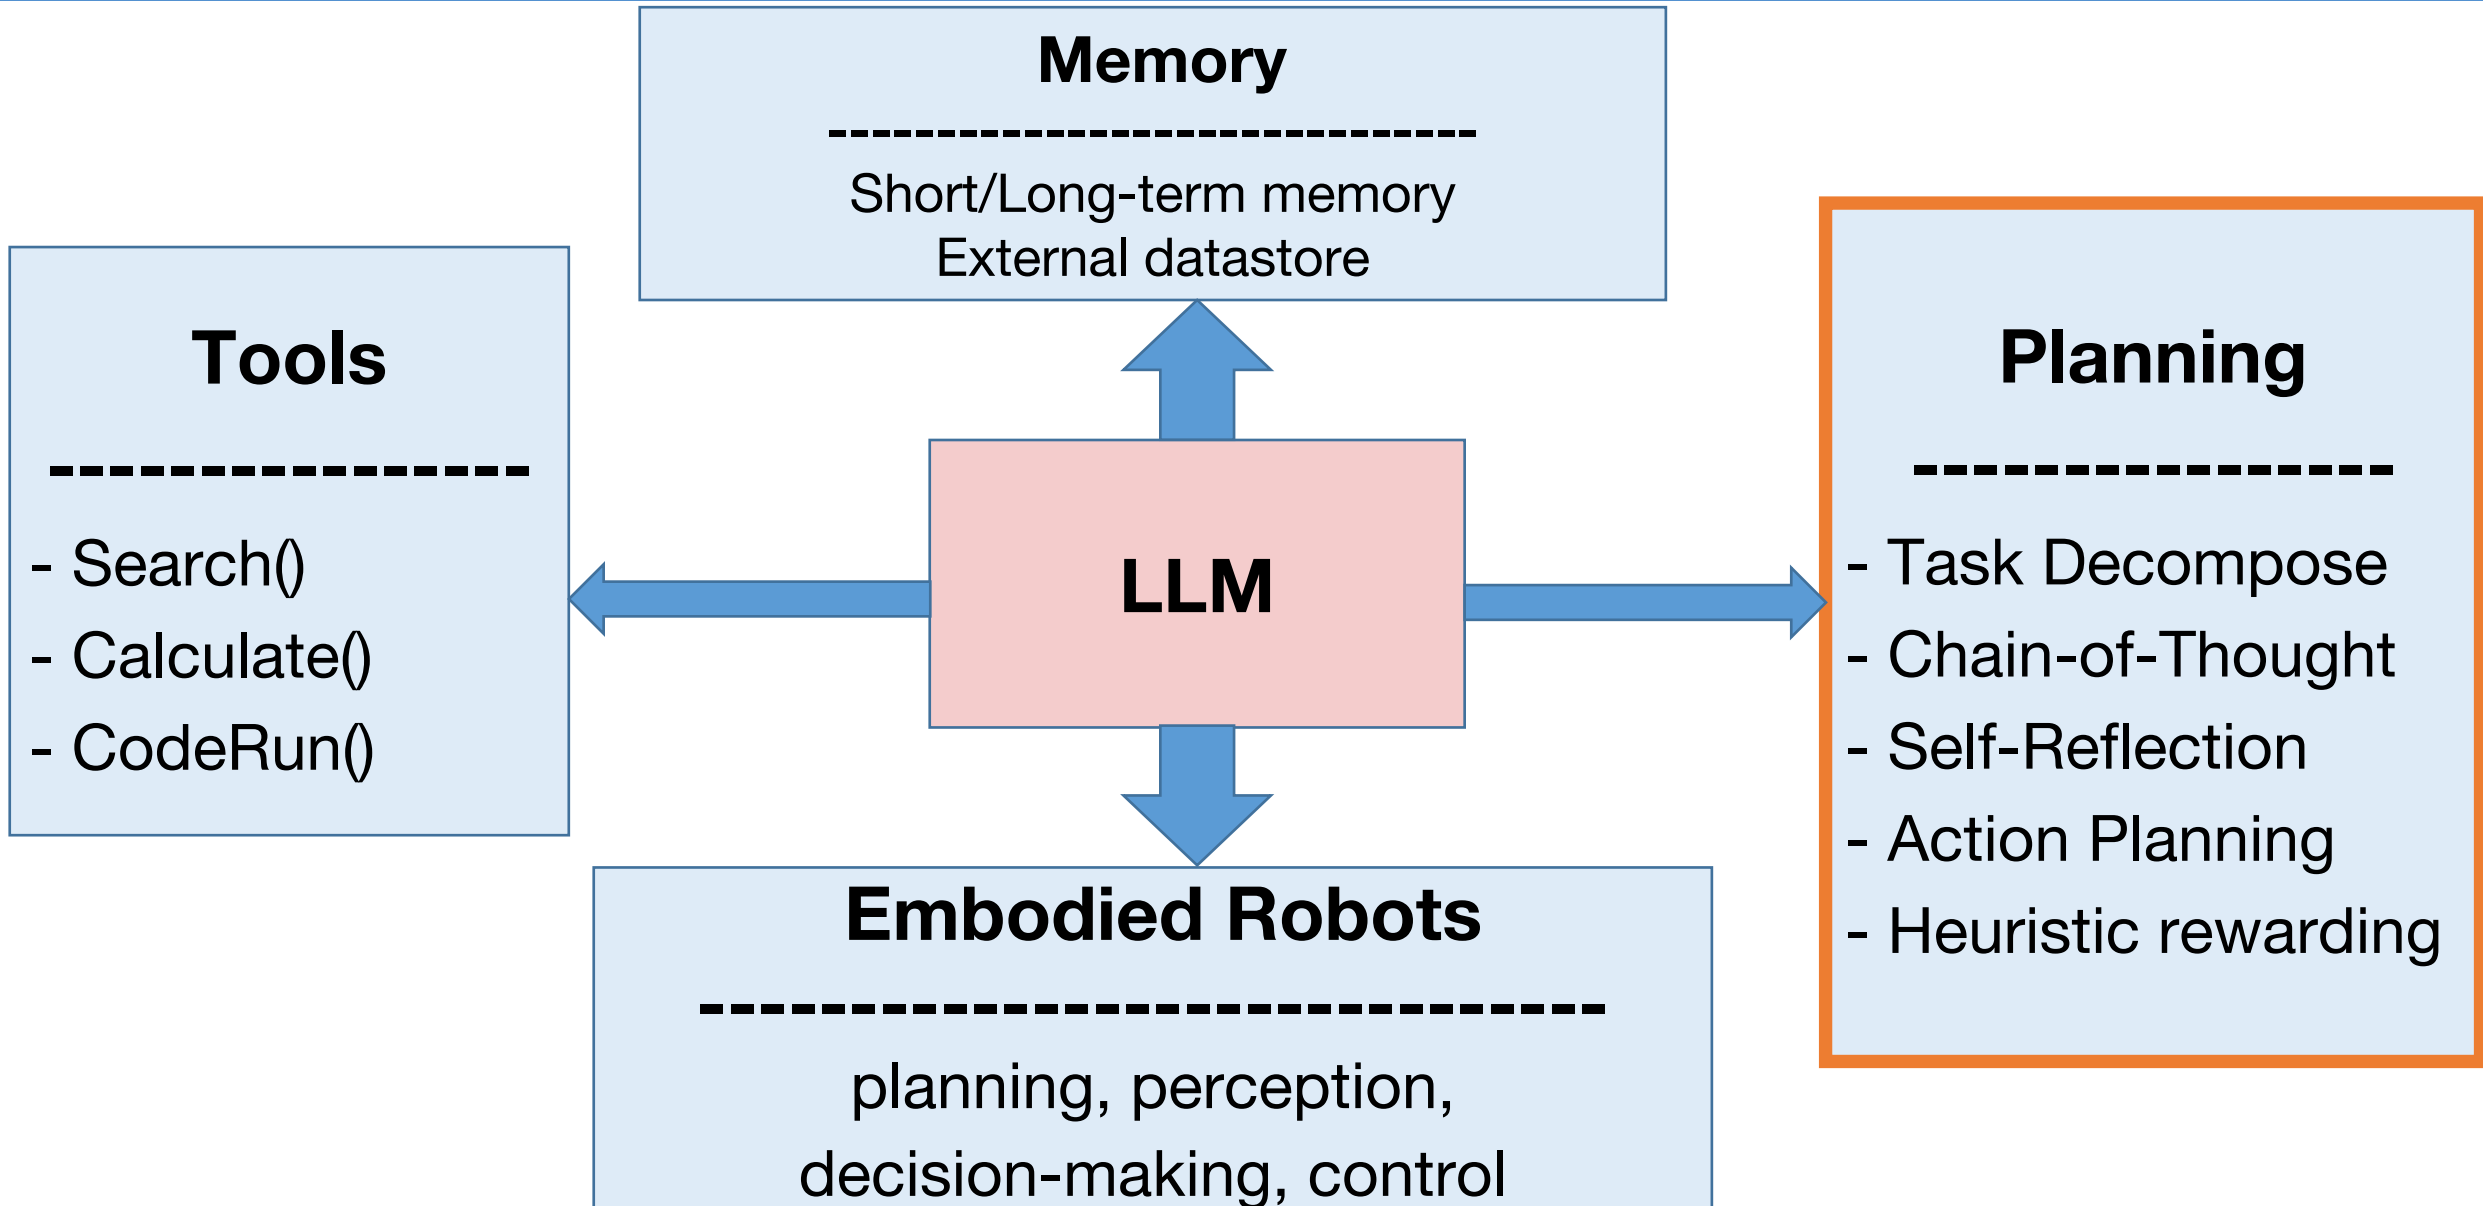 Memory
Short/Long-term memory
External datastore
Tools
- Search()
- Calculate()
- CodeRun()
LLM
Planning
- Task Decompose
- Chain-of-Thought
- Self-Reflection
- Action Planning
- Heuristic rewarding
Embodied Robots
planning, perception,
decision-making, control